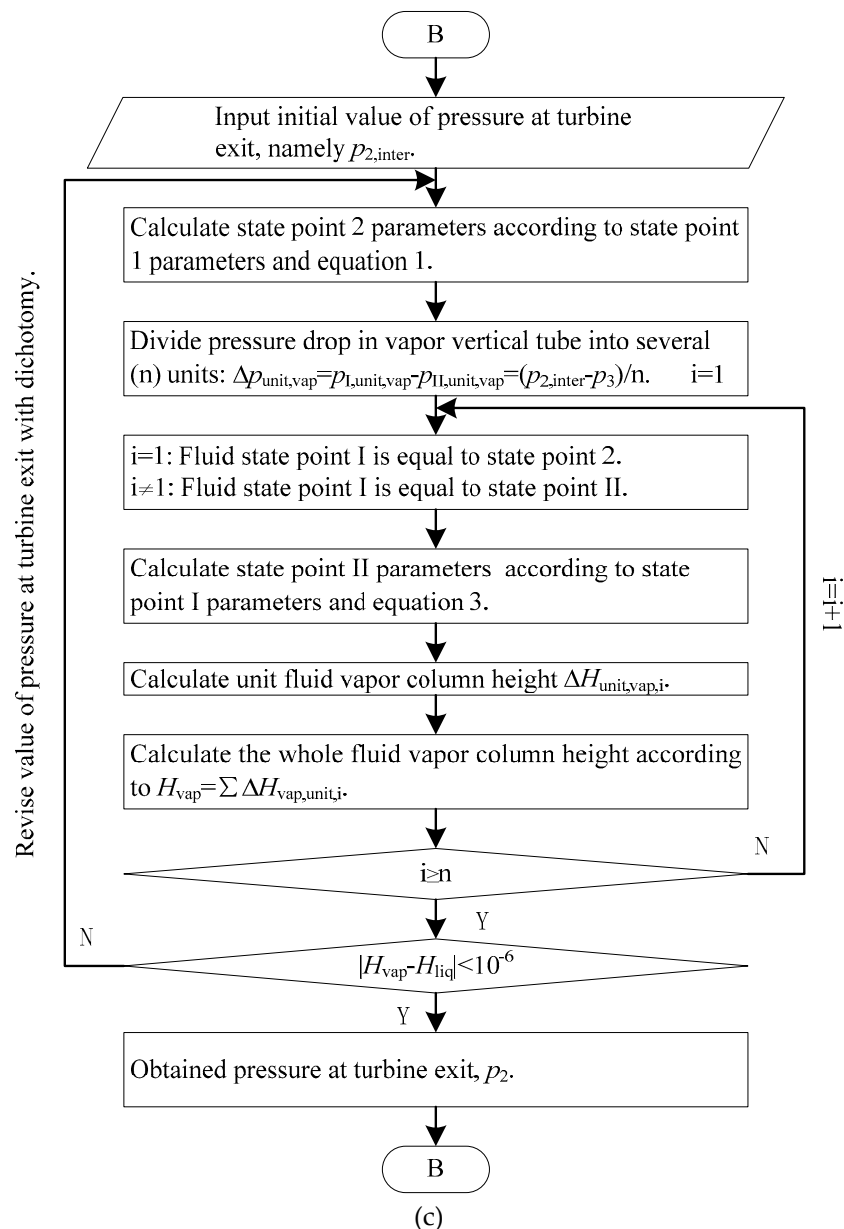 B
Input initial value of pressure at turbine
exit, namely p2,inter.
Calculate state point 2 parameters according to state point
1 parameters and equation 1.
Divide pressure drop in vapor vertical tube into several
(n) units: Δpunit,vap=pI,unit,vap-pII,unit,vap=(p2,inter-p3)/n. i=1
i=1: Fluid state point I is equal to state point 2.
i≠1: Fluid state point I is equal to state point II.
Calculate state point II parameters according to state
point I parameters and equation 3.
Calculate unit fluid vapor column height ΔHunit,vap,i.
Calculate the whole fluid vapor column height according
to Hvap=∑ΔHvap,unit,i.
i≥n
N
Y
i=i+1
|Hvap-Hliq|<10-6
N
Y
Revise value of pressure at turbine exit with dichotomy.
Obtained pressure at turbine exit, p2.
B
(c)